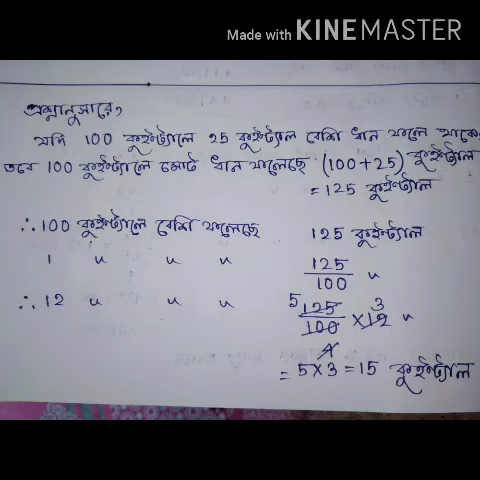 Made with KINEMASTER
প্রশ্নানুসারে,
যদি 100 কুইন্ট্যালে 25 কুইন্ট্যাল বেশি ধান ফলে থাকে
তবে 100 কুইন্ট্যালে মোট ধান ফলেছে (100+25) কুইন্ট্যাল
= 125 কুইন্ট্যাল
∴ 100 কুইন্ট্যালে বেশি ফলেছে 125 কুইন্ট্যাল
1 " " " 125/100 "
∴ 12 " " " 5 125/100 4 × 12 3 "
= 5×3 = 15 কুইন্ট্যাল